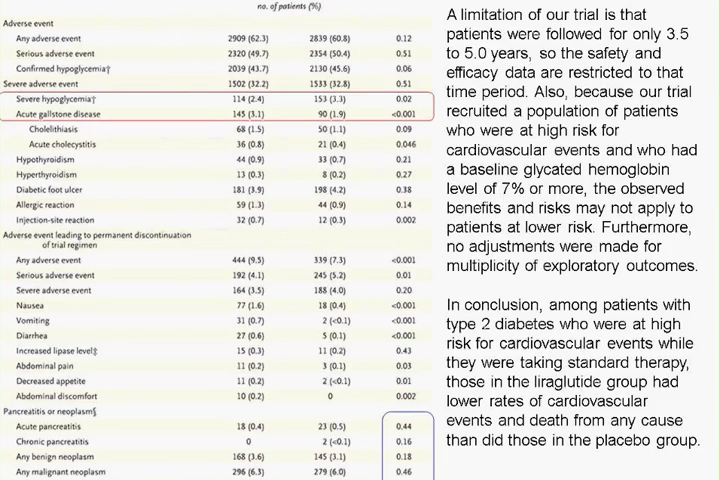 no. of patients (%)
Adverse event
Any adverse event 2909 (62.3) 2839 (60.8) 0.12
Serious adverse event 2320 (49.7) 2354 (50.4) 0.51
Confirmed hypoglycemia† 2039 (43.7) 2130 (45.6) 0.06
Severe adverse event 1502 (32.2) 1533 (32.8) 0.51
Severe hypoglycemia† 114 (2.4) 153 (3.3) 0.02
Acute gallstone disease 145 (3.1) 90 (1.9) <0.001
Cholelithiasis 68 (1.5) 50 (1.1) 0.09
Acute cholecystitis 36 (0.8) 21 (0.4) 0.046
Hypothyroidism 44 (0.9) 33 (0.7) 0.21
Hyperthyroidism 13 (0.3) 8 (0.2) 0.27
Diabetic foot ulcer 181 (3.9) 198 (4.2) 0.38
Allergic reaction 59 (1.3) 44 (0.9) 0.14
Injection-site reaction 32 (0.7) 12 (0.3) 0.002
Adverse event leading to permanent discontinuation
of trial regimen
Any adverse event 444 (9.5) 339 (7.3) <0.001
Serious adverse event 192 (4.1) 245 (5.2) 0.01
Severe adverse event 164 (3.5) 188 (4.0) 0.20
Nausea 77 (1.6) 18 (0.4) <0.001
Vomiting 31 (0.7) 2 (<0.1) <0.001
Diarrhea 27 (0.6) 5 (0.1) <0.001
Increased lipase level‡ 15 (0.3) 11 (0.2) 0.43
Abdominal pain 11 (0.2) 3 (0.1) 0.03
Decreased appetite 11 (0.2) 2 (<0.1) 0.01
Abdominal discomfort 10 (0.2) 0 0.002
Pancreatitis or neoplasm§
Acute pancreatitis 18 (0.4) 23 (0.5) 0.44
Chronic pancreatitis 0 2 (<0.1) 0.16
Any benign neoplasm 168 (3.6) 145 (3.1) 0.18
Any malignant neoplasm 296 (6.3) 279 (6.0) 0.46
A limitation of our trial is that
patients were followed for only 3.5
to 5.0 years, so the safety and
efficacy data are restricted to that
time period. Also, because our trial
recruited a population of patients
who were at high risk for
cardiovascular events and who had
a baseline glycated hemoglobin
level of 7% or more, the observed
benefits and risks may not apply to
patients at lower risk. Furthermore,
no adjustments were made for
multiplicity of exploratory outcomes.
In conclusion, among patients with
type 2 diabetes who were at high
risk for cardiovascular events while
they were taking standard therapy,
those in the liraglutide group had
lower rates of cardiovascular
events and death from any cause
than did those in the placebo group.